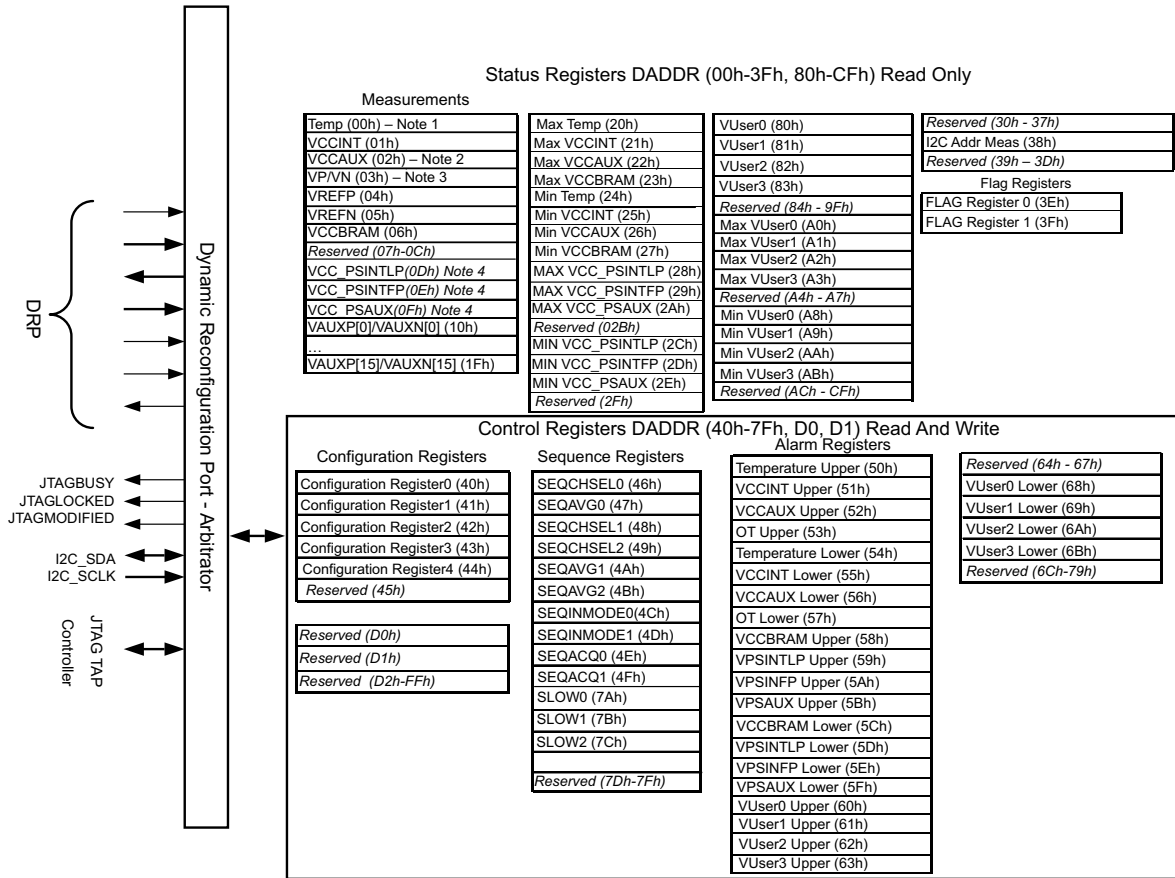 Status Registers DADDR (00h-3Fh, 80h-CFh) Read Only
Measurements
Temp (00h) – Note 1
VCCINT (01h)
VCCAUX (02h) – Note 2
VP/VN (03h) – Note 3
VREFP (04h)
VREFN (05h)
VCCBRAM (06h)
Reserved (07h-0Ch)
VCC_PSINTLP(0Dh) Note 4
VCC_PSINTFP(0Eh) Note 4
VCC_PSAUX(0Fh) Note 4
VAUXP[0]/VAUXN[0] (10h)
...
VAUXP[15]/VAUXN[15] (1Fh)
Max Temp (20h)
Max VCCINT (21h)
Max VCCAUX (22h)
Max VCCBRAM (23h)
Min Temp (24h)
Min VCCINT (25h)
Min VCCAUX (26h)
Min VCCBRAM (27h)
MAX VCC_PSINTLP (28h)
MAX VCC_PSINTFP (29h)
MAX VCC_PSAUX (2Ah)
Reserved (02Bh)
MIN VCC_PSINTLP (2Ch)
MIN VCC_PSINTFP (2Dh)
MIN VCC_PSAUX (2Eh)
Reserved (2Fh)
VUser0 (80h)
VUser1 (81h)
VUser2 (82h)
VUser3 (83h)
Reserved (84h - 9Fh)
Max VUser0 (A0h)
Max VUser1 (A1h)
Max VUser2 (A2h)
Max VUser3 (A3h)
Reserved (A4h - A7h)
Min VUser0 (A8h)
Min VUser1 (A9h)
Min VUser2 (AAh)
Min VUser3 (ABh)
Reserved (ACh - CFh)
Reserved (30h - 37h)
I2C Addr Meas (38h)
Reserved (39h – 3Dh)
Flag Registers
FLAG Register 0 (3Eh)
FLAG Register 1 (3Fh)
DRP
Dynamic Reconfiguration Port - Arbitrator
JTAGBUSY
JTAGLOCKED
JTAGMODIFIED
I2C_SDA
I2C_SCLK
JTAG TAP
Controller
Control Registers DADDR (40h-7Fh, D0, D1) Read And Write
Configuration Registers
Configuration Register0 (40h)
Configuration Register1 (41h)
Configuration Register2 (42h)
Configuration Register3 (43h)
Configuration Register4 (44h)
Reserved (45h)
Reserved (D0h)
Reserved (D1h)
Reserved (D2h-FFh)
Sequence Registers
SEQCHSEL0 (46h)
SEQAVG0 (47h)
SEQCHSEL1 (48h)
SEQCHSEL2 (49h)
SEQAVG1 (4Ah)
SEQAVG2 (4Bh)
SEQINMODE0(4Ch)
SEQINMODE1 (4Dh)
SEQACQ0 (4Eh)
SEQACQ1 (4Fh)
SLOW0 (7Ah)
SLOW1 (7Bh)
SLOW2 (7Ch)
Reserved (7Dh-7Fh)
Alarm Registers
Temperature Upper (50h)
VCCINT Upper (51h)
VCCAUX Upper (52h)
OT Upper (53h)
Temperature Lower (54h)
VCCINT Lower (55h)
VCCAUX Lower (56h)
OT Lower (57h)
VCCBRAM Upper (58h)
VPSINTLP Upper (59h)
VPSINFP Upper (5Ah)
VPSAUX Upper (5Bh)
VCCBRAM Lower (5Ch)
VPSINTLP Lower (5Dh)
VPSINFP Lower (5Eh)
VPSAUX Lower (5Fh)
VUser0 Upper (60h)
VUser1 Upper (61h)
VUser2 Upper (62h)
VUser3 Upper (63h)
Reserved (64h - 67h)
VUser0 Lower (68h)
VUser1 Lower (69h)
VUser2 Lower (6Ah)
VUser3 Lower (6Bh)
Reserved (6Ch-79h)